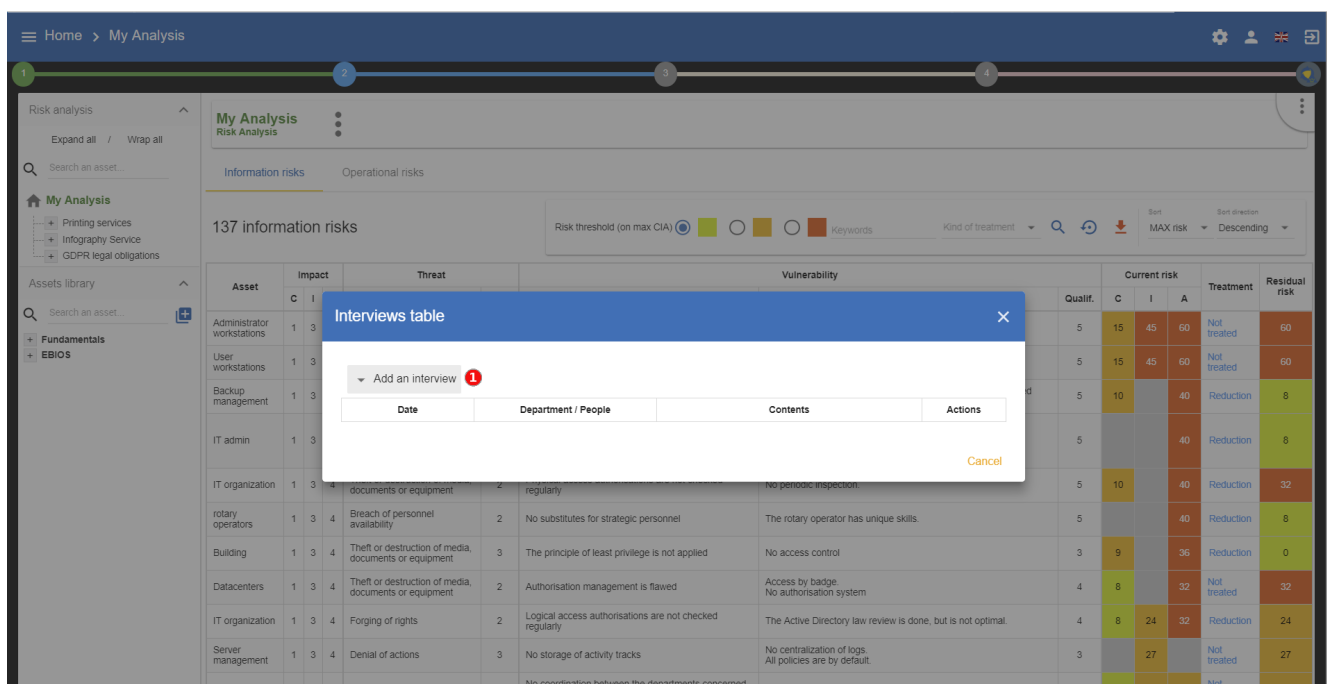 Home > My Analysis
1
2
3
4
Risk analysis
Expand all / Wrap all
Search an asset...
My Analysis
+ Printing services
+ Infography Service
+ GDPR legal obligations
Assets library
Search an asset...
+ Fundamentals
+ EBIOS
My Analysis
Risk Analysis
Information risks Operational risks
137 information risks
Risk threshold (on max CIA)
Keywords
Kind of treatment
Sort
MAX risk
Sort direction
Descending
Asset Impact Threat Vulnerability Current risk Treatment Residual risk
C I Qualif. C I A
Interviews table ×
Add an interview 1
Date Department / People Contents Actions
Cancel
Administrator workstations 1 3 5 15 45 60 Not treated 60
User workstations 1 3 5 15 45 60 Not treated 60
Backup management 1 3 5 10 40 Reduction 8
IT admin 1 3 5 40 Reduction 8
IT organization 1 3 4 documents or equipment 2 regularly No periodic inspection. 5 10 40 Reduction 32
rotary operators 1 3 4 Breach of personnel availability 2 No substitutes for strategic personnel The rotary operator has unique skills. 5 40 Reduction 8
Building 1 3 4 Theft or destruction of media, documents or equipment 3 The principle of least privilege is not applied No access control 3 9 36 Reduction 0
Datacenters 1 3 4 Theft or destruction of media, documents or equipment 2 Authorisation management is flawed Access by badge. No authorisation system 4 8 32 Not treated 32
IT organization 1 3 4 Forging of rights 2 Logical access authorisations are not checked regularly The Active Directory law review is done, but is not optimal. 4 8 24 32 Reduction 24
Server management 1 3 4 Denial of actions 3 No storage of activity tracks No centralization of logs. All policies are by default. 3 27 Not treated 27
No coordination between the departments concerned Not